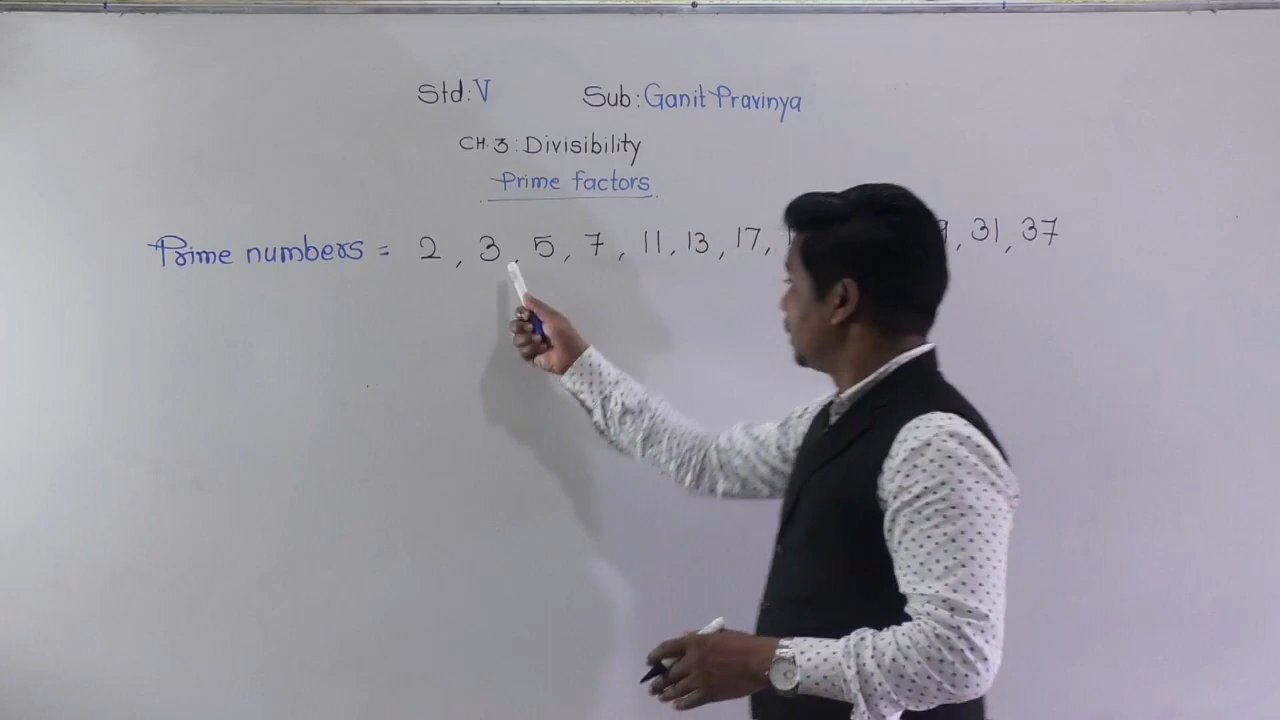 Std: V Sub: Ganit Pravinya
CH. 3: Divisibility
Prime factors
Prime numbers = 2, 3, 5, 7, 11, 13, 17, 31, 37